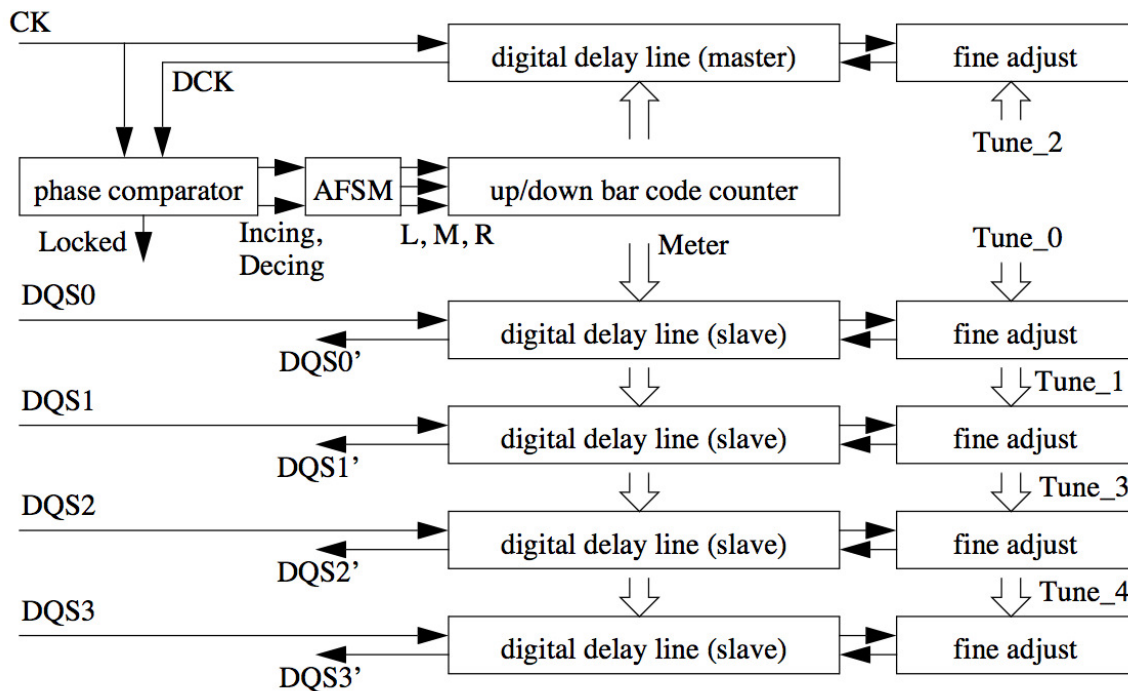 CK
digital delay line (master)
fine adjust
DCK
Tune_2
phase comparator
AFSM
up/down bar code counter
Locked
Incing,
Decing
L, M, R
Meter
Tune_0
DQS0
digital delay line (slave)
fine adjust
DQS0’
Tune_1
DQS1
digital delay line (slave)
fine adjust
DQS1’
Tune_3
DQS2
digital delay line (slave)
fine adjust
DQS2’
Tune_4
DQS3
digital delay line (slave)
fine adjust
DQS3’